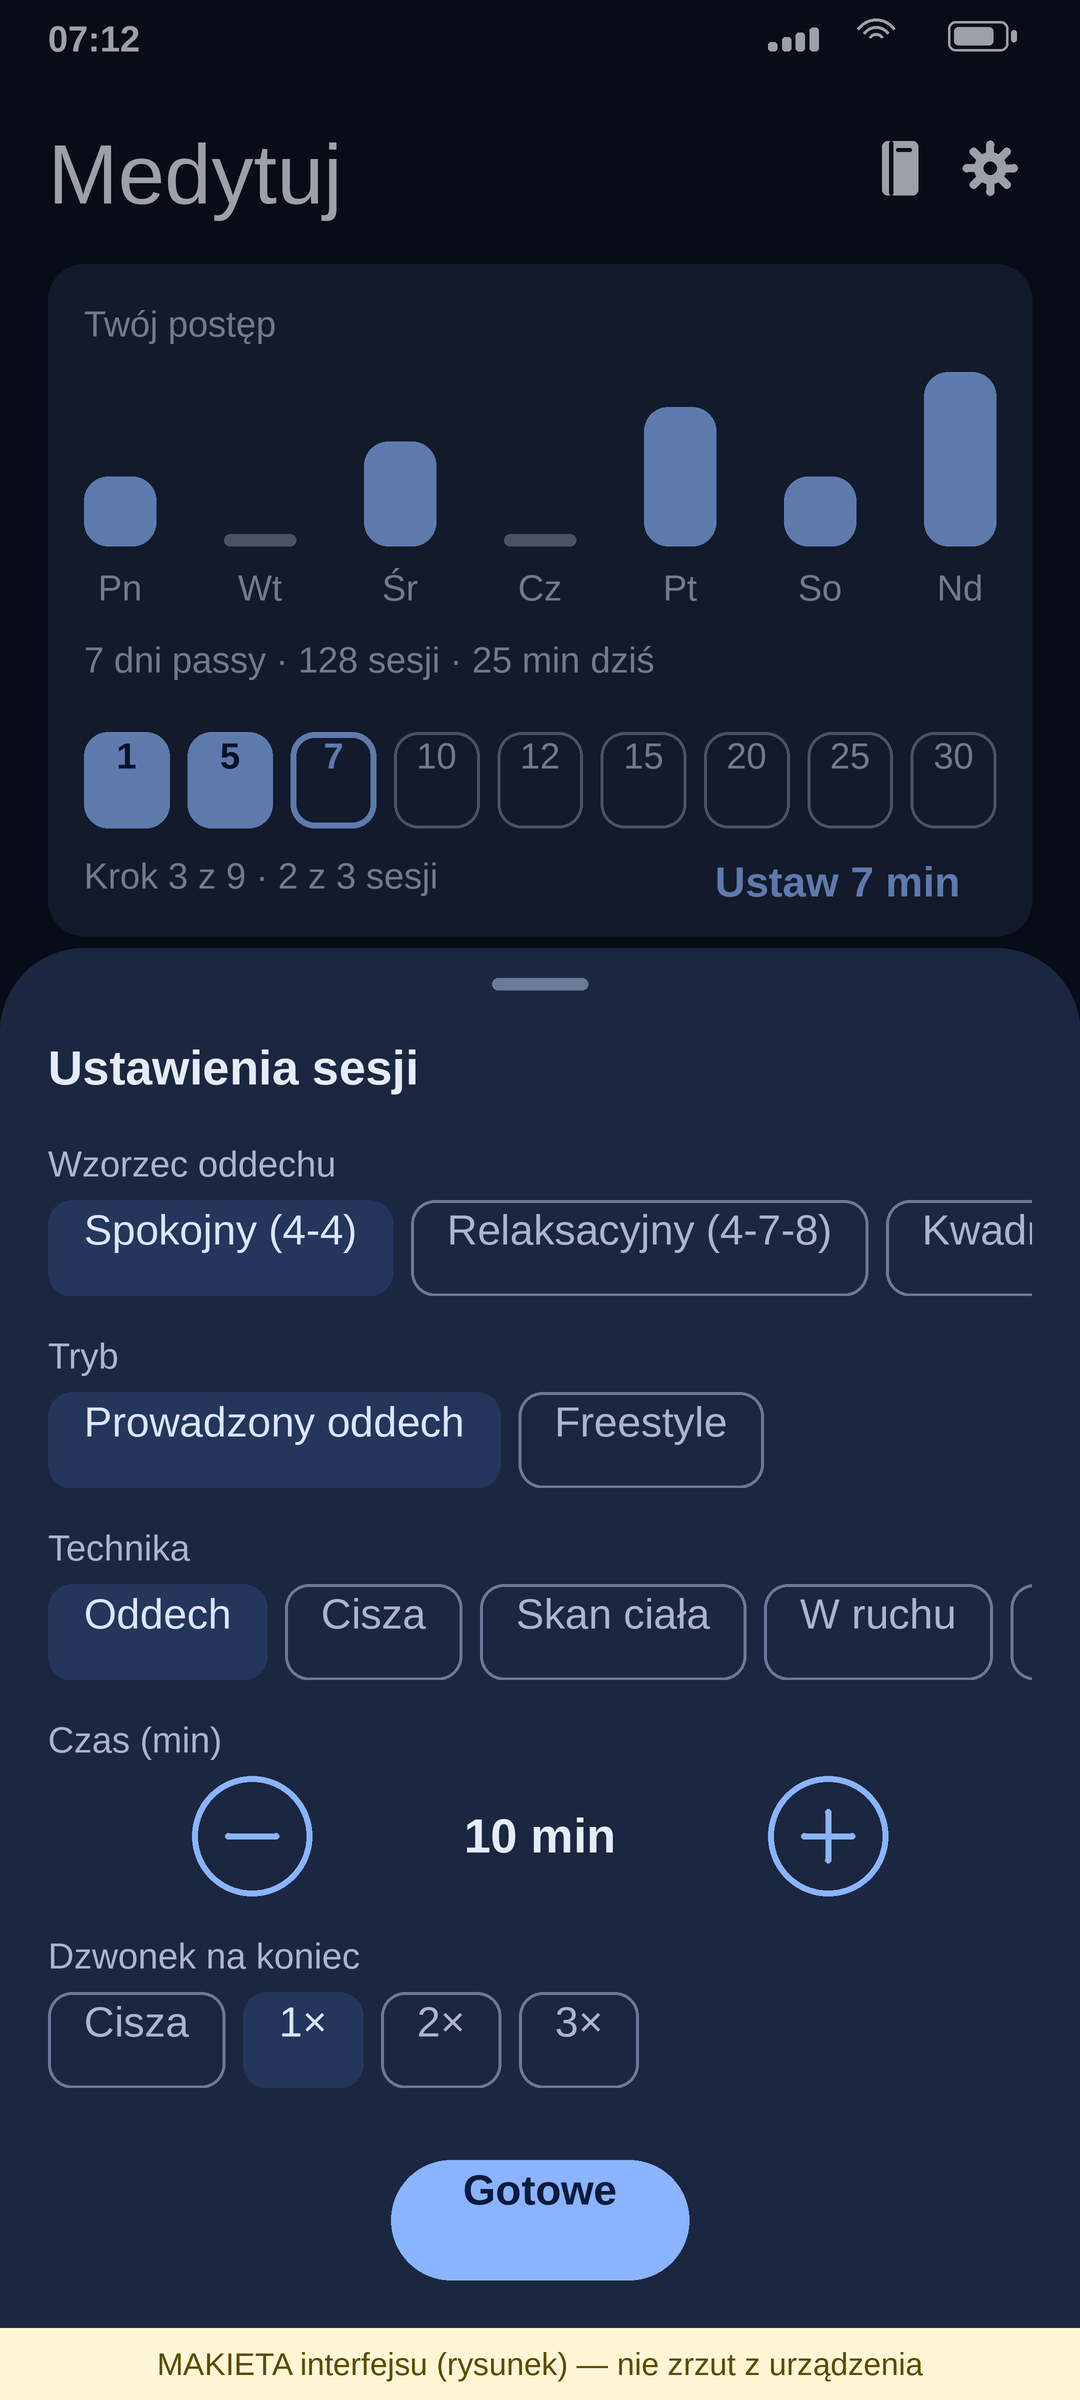 07:12
Medytuj
Twój postęp
Pn Wt Śr Cz Pt So Nd
7 dni passy · 128 sesji · 25 min dziś
1 5 7 10 12 15 20 25 30
Krok 3 z 9 · 2 z 3 sesji Ustaw 7 min
Ustawienia sesji
Wzorzec oddechu
Spokojny (4-4) Relaksacyjny (4-7-8)
Tryb
Prowadzony oddech Freestyle
Technika
Oddech Cisza Skan ciała W ruchu
Czas (min)
10 min
Dzwonek na koniec
Cisza 1× 2× 3×
Gotowe
MAKIETA interfejsu (rysunek) — nie zrzut z urządzenia